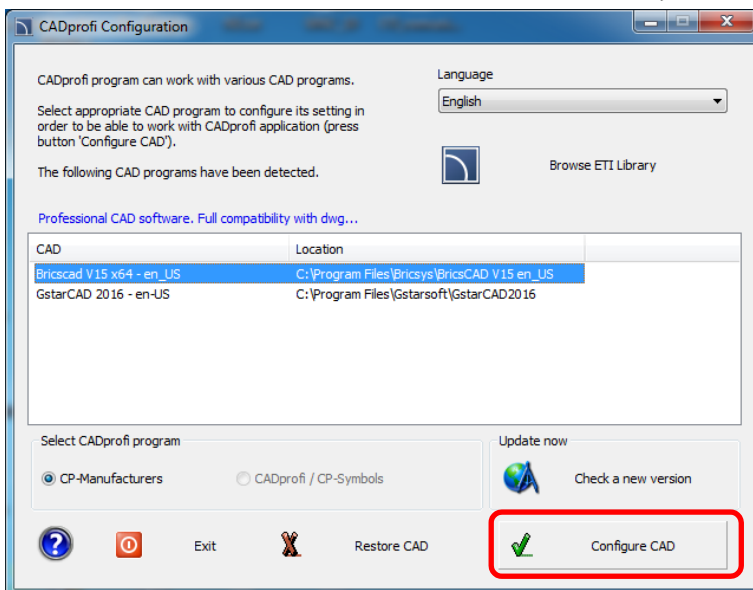 CADprofi Configuration
CADprofi program can work with various CAD programs.
Select appropriate CAD program to configure its setting in
order to be able to work with CADprofi application (press
button 'Configure CAD').
The following CAD programs have been detected.
Language
English
Browse ETI Library
Professional CAD software. Full compatibility with dwg...
CAD Location
Bricscad V15 x64 - en_US C:\Program Files\Bricsys\BricsCAD V15 en_US
GstarCAD 2016 - en-US C:\Program Files\Gstarsoft\GstarCAD2016
Select CADprofi program
CP-Manufacturers CADprofi / CP-Symbols
Update now
Check a new version
Exit Restore CAD Configure CAD